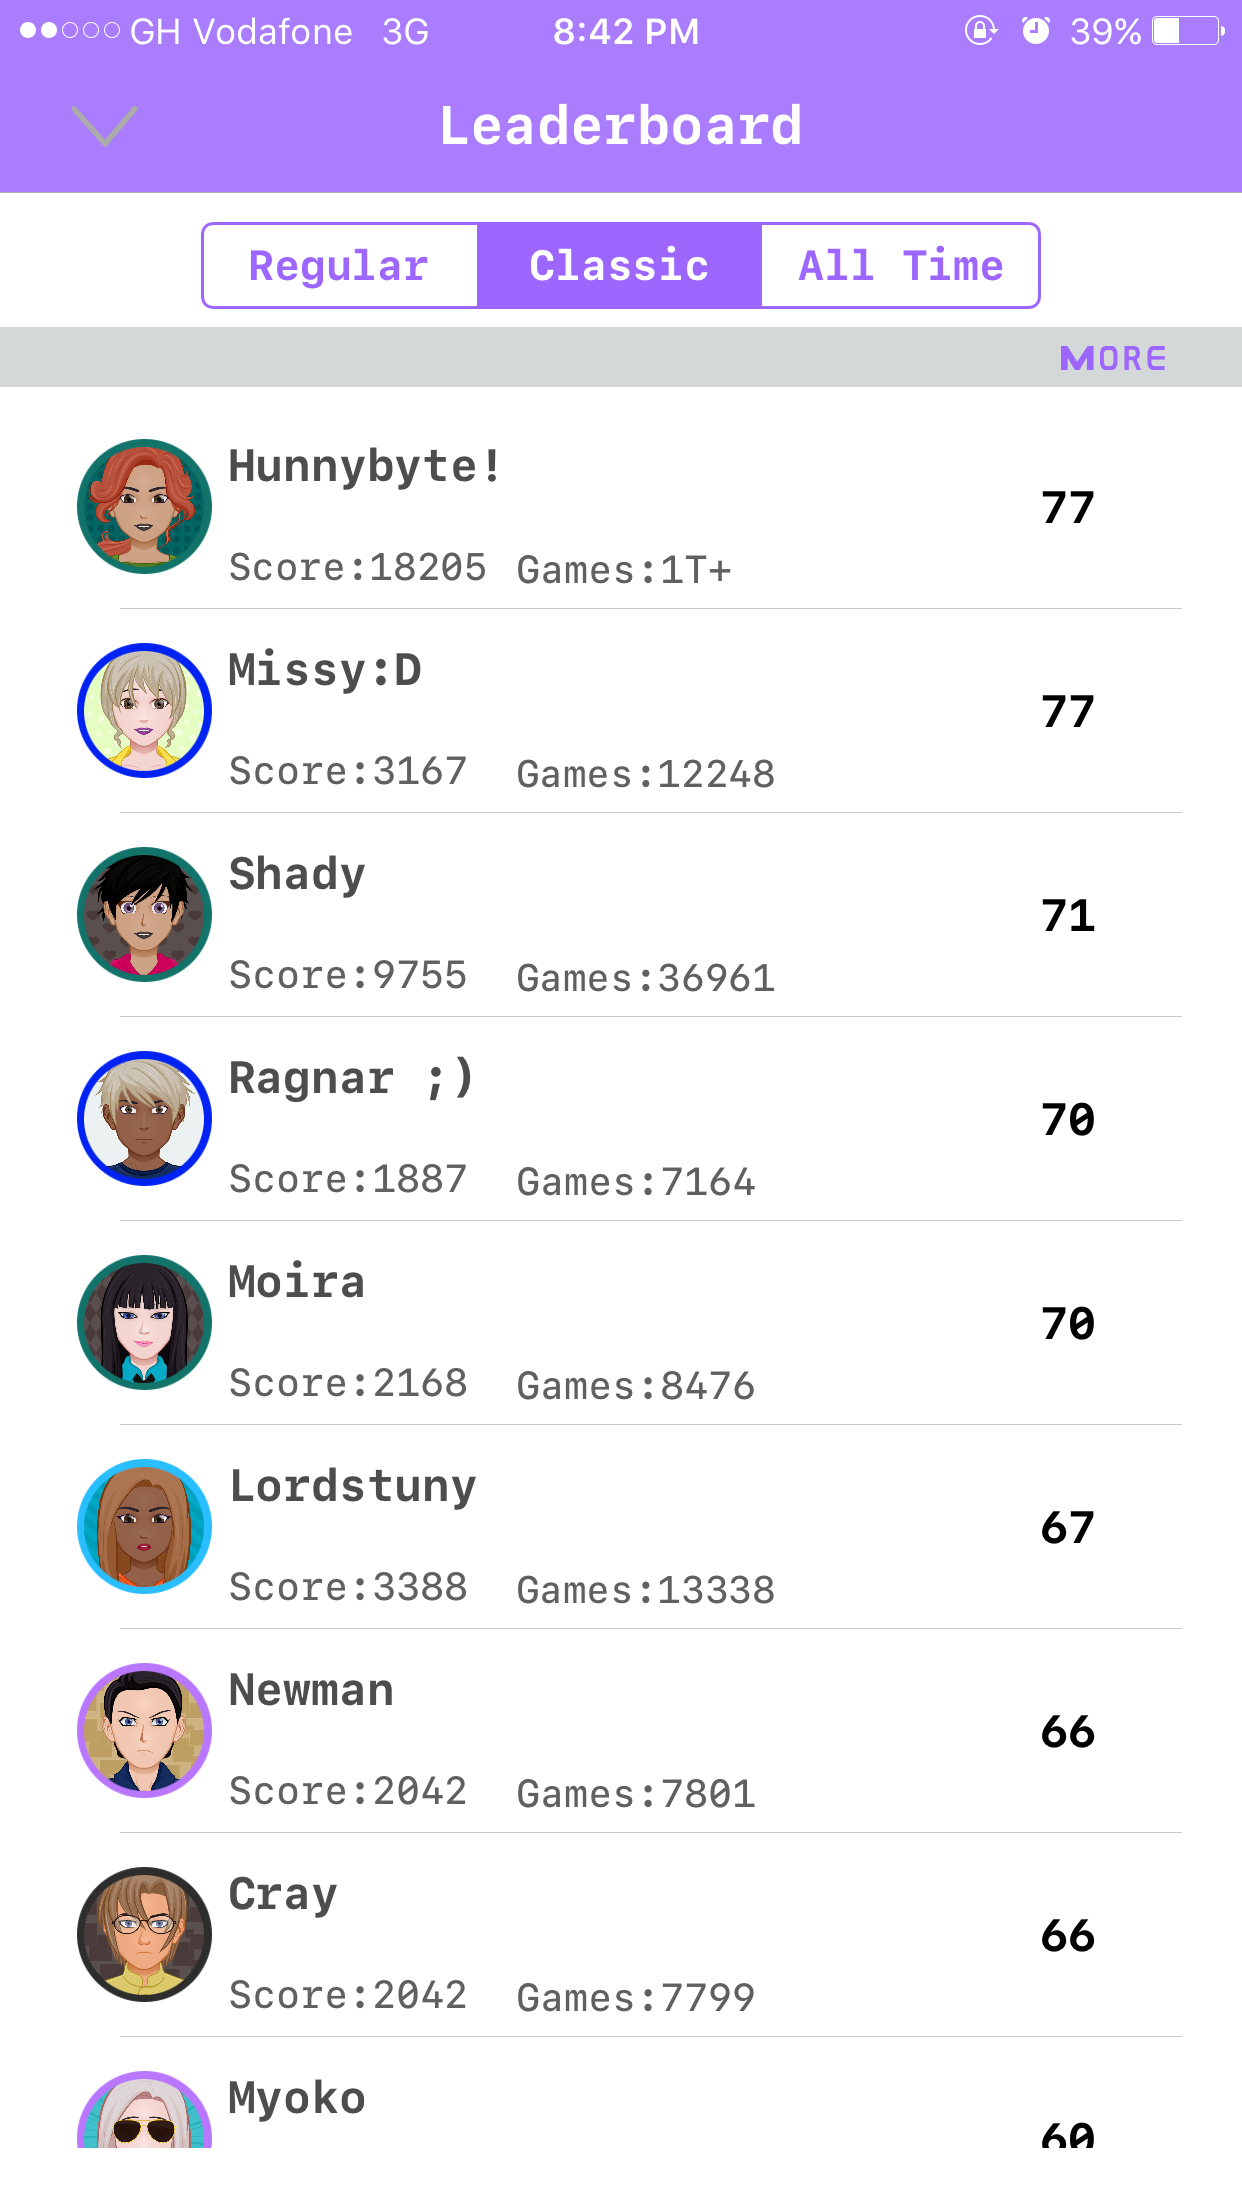 GH Vodafone 3G 8:42 PM 39%
Leaderboard
Regular Classic All Time
MORE
Hunnybyte!
77
Score:18205 Games:1T+
Missy:D
77
Score:3167 Games:12248
Shady
71
Score:9755 Games:36961
Ragnar ;)
70
Score:1887 Games:7164
Moira
70
Score:2168 Games:8476
Lordstuny
67
Score:3388 Games:13338
Newman
66
Score:2042 Games:7801
Cray
66
Score:2042 Games:7799
Myoko
60